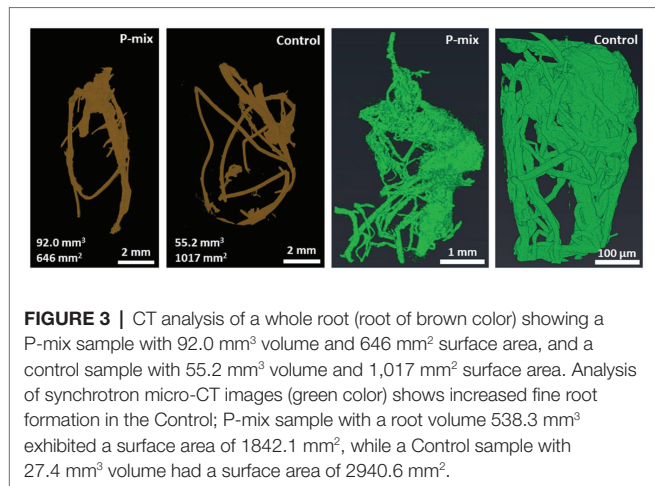 P-mix
Control
P-mix
Control
92.0 mm³
646 mm²
2 mm
55.2 mm³
1017 mm²
2 mm
1 mm
100 µm
FIGURE 3 | CT analysis of a whole root (root of brown color) showing a
P-mix sample with 92.0 mm³ volume and 646 mm² surface area, and a
control sample with 55.2 mm³ volume and 1,017 mm² surface area. Analysis
of synchrotron micro-CT images (green color) shows increased fine root
formation in the Control; P-mix sample with a root volume 538.3 mm³
exhibited a surface area of 1842.1 mm², while a Control sample with
27.4 mm³ volume had a surface area of 2940.6 mm².